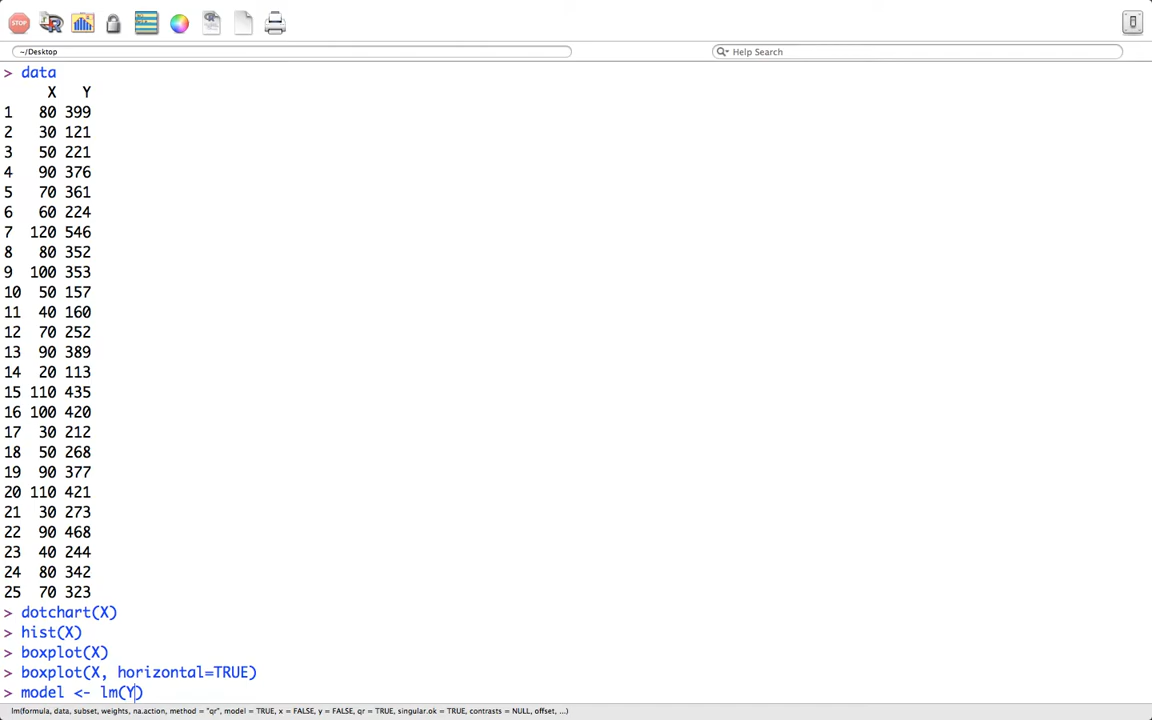 STOP
~/Desktop
Help Search
> data
X Y
1 80 399
2 30 121
3 50 221
4 90 376
5 70 361
6 60 224
7 120 546
8 80 352
9 100 353
10 50 157
11 40 160
12 70 252
13 90 389
14 20 113
15 110 435
16 100 420
17 30 212
18 50 268
19 90 377
20 110 421
21 30 273
22 90 468
23 40 244
24 80 342
25 70 323
> dotchart(X)
> hist(X)
> boxplot(X)
> boxplot(X, horizontal=TRUE)
> model <- lm(Y)
lm(formula, data, subset, weights, na.action, method = "qr", model = TRUE, x = FALSE, y = FALSE, qr = TRUE, singular.ok = TRUE, contrasts = NULL, offset, ...)